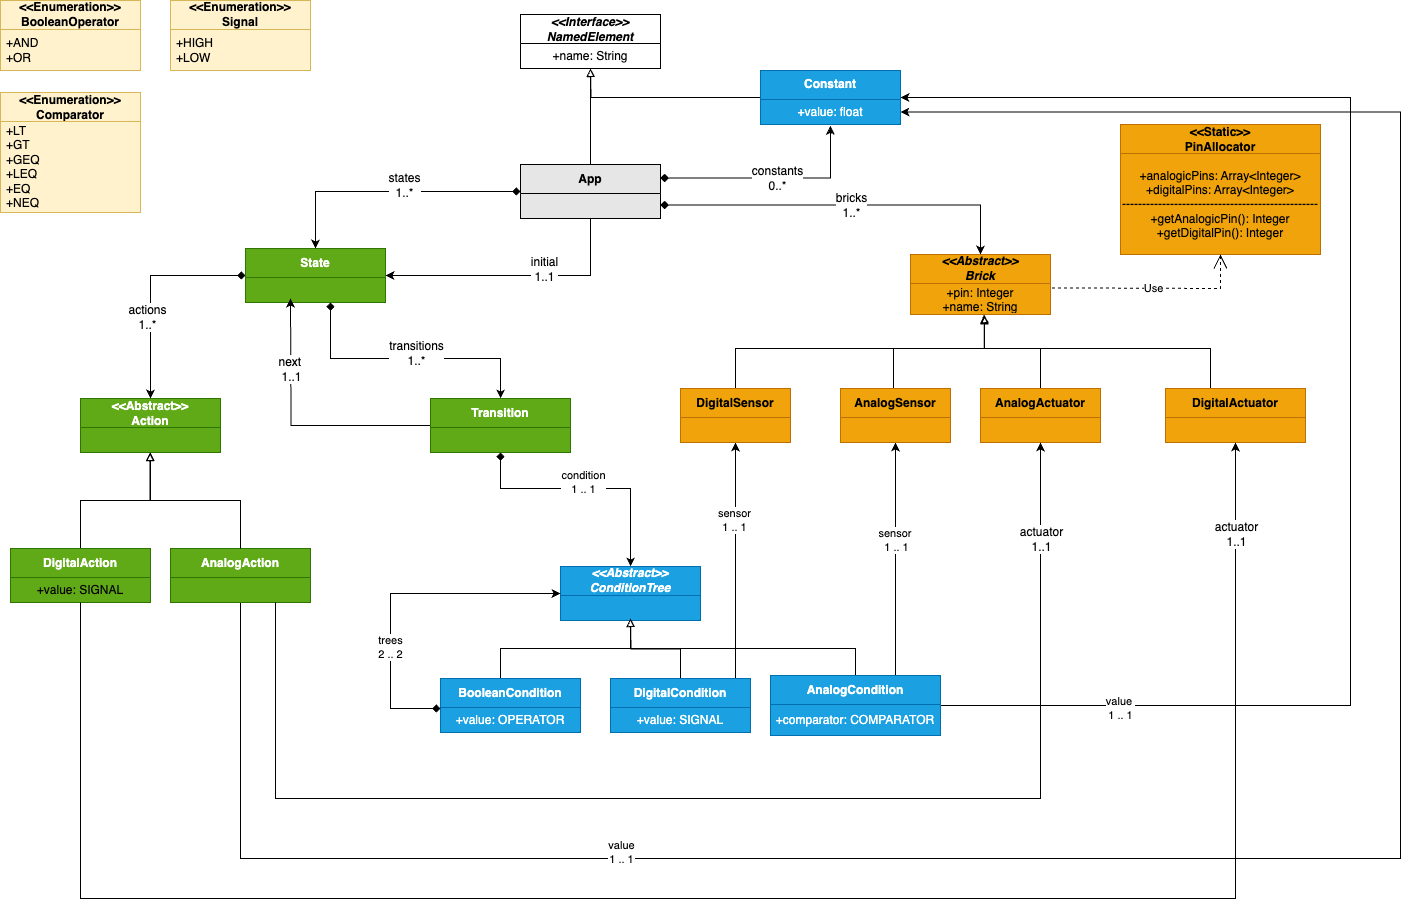 <<Enumeration>>
BooleanOperator
+AND
+OR
<<Enumeration>>
Signal
+HIGH
+LOW
<<Enumeration>>
Comparator
+LT
+GT
+GEQ
+LEQ
+EQ
+NEQ
<<Interface>>
NamedElement
+name: String
Constant
+value: float
<<Static>>
PinAllocator
+analogicPins: Array<Integer>
+digitalPins: Array<Integer>
+getAnalogicPin(): Integer
+getDigitalPin(): Integer
App
constants
0..*
states
1..*
bricks
1..*
State
initial
1..1
<<Abstract>>
Brick
+pin: Integer
+name: String
Use
actions
1..*
transitions
1..*
next
1..1
<<Abstract>>
Action
Transition
DigitalSensor
AnalogSensor
AnalogActuator
DigitalActuator
condition
1 .. 1
sensor
1 .. 1
sensor
1 .. 1
actuator
1..1
actuator
1..1
DigitalAction
+value: SIGNAL
AnalogAction
<<Abstract>>
ConditionTree
trees
2 .. 2
BooleanCondition
+value: OPERATOR
DigitalCondition
+value: SIGNAL
AnalogCondition
+comparator: COMPARATOR
value
1 .. 1
value
1 .. 1